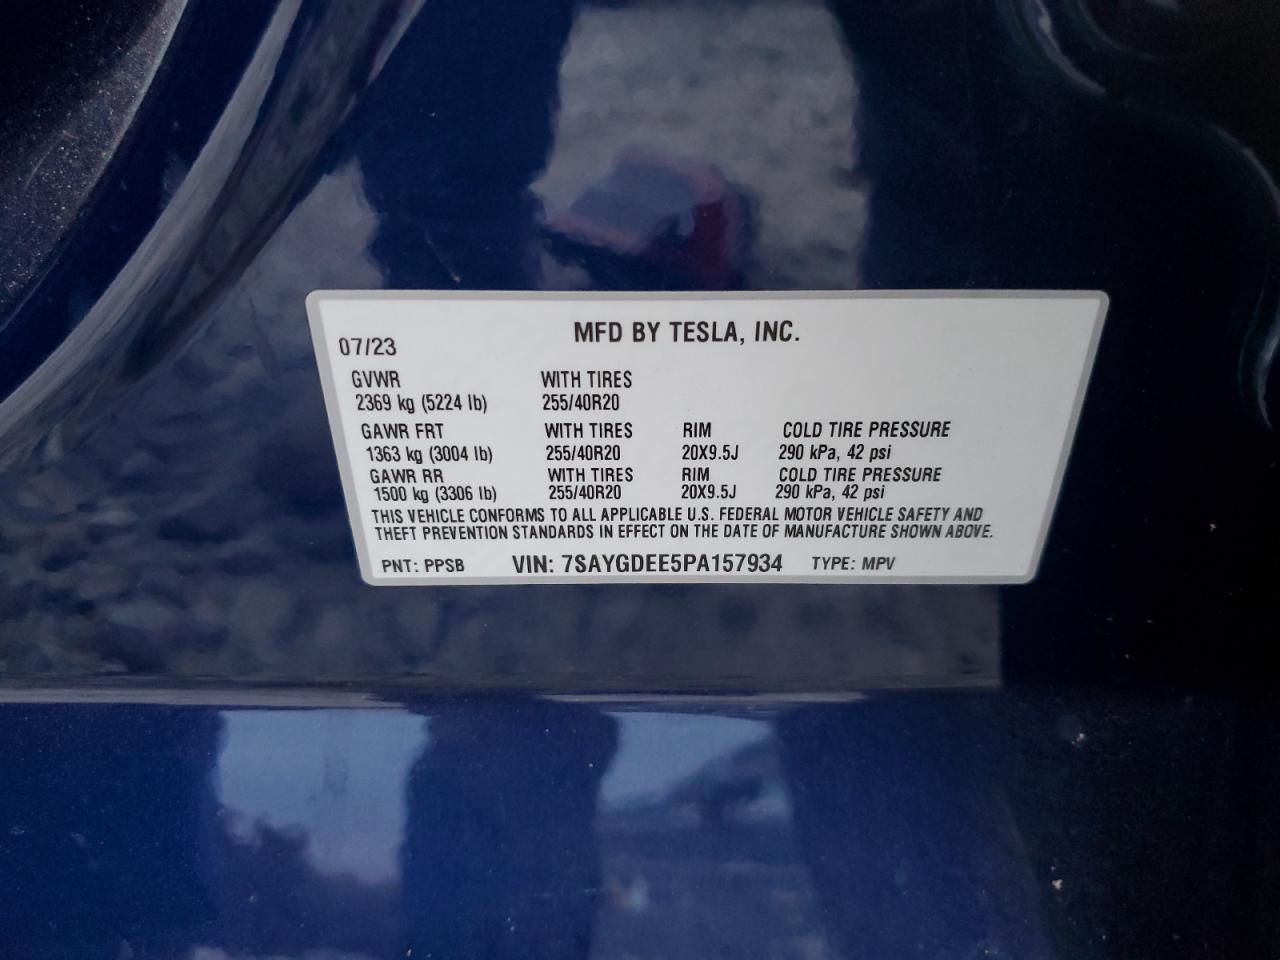 MFD BY TESLA, INC.
07/23
GVWR WITH TIRES
2369 kg (5224 lb) 255/40R20
GAWR FRT WITH TIRES RIM COLD TIRE PRESSURE
1363 kg (3004 lb) 255/40R20 20X9.5J 290 kPa, 42 psi
GAWR RR WITH TIRES RIM COLD TIRE PRESSURE
1500 kg (3306 lb) 255/40R20 20X9.5J 290 kPa, 42 psi
THIS VEHICLE CONFORMS TO ALL APPLICABLE U.S. FEDERAL MOTOR VEHICLE SAFETY AND
THEFT PREVENTION STANDARDS IN EFFECT ON THE DATE OF MANUFACTURE SHOWN ABOVE.
PNT: PPSB VIN: 7SAYGDEE5PA157934 TYPE: MPV